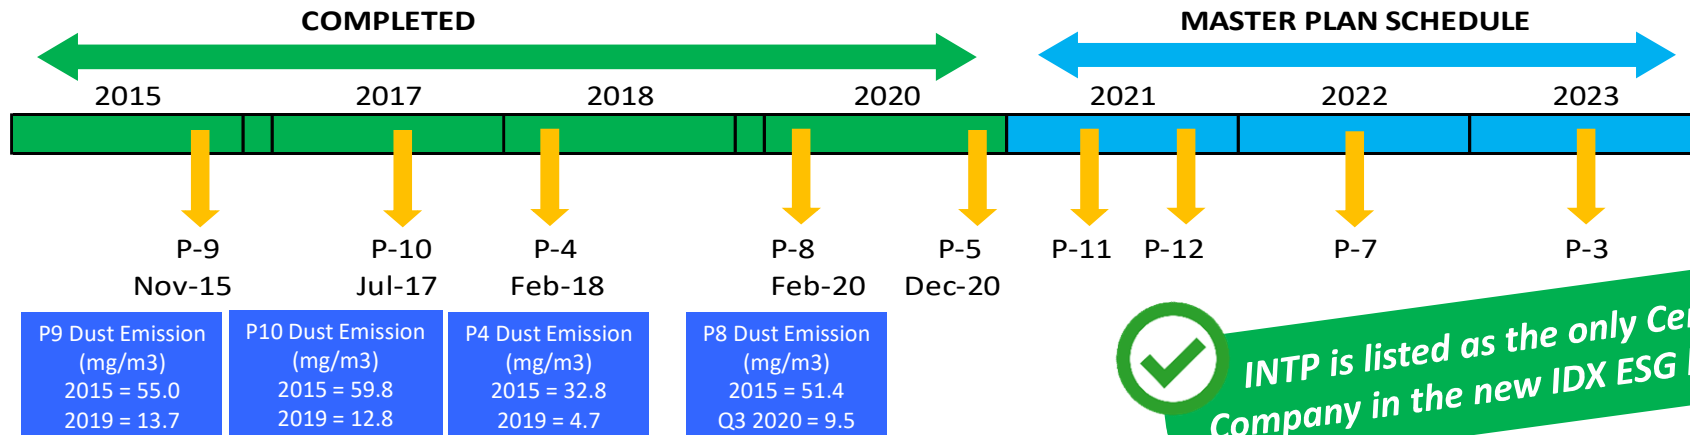 COMPLETED
MASTER PLAN SCHEDULE
2015 2017 2018 2020 2021 2022 2023
P-9 P-10 P-4 P-8 P-5 P-11 P-12 P-7 P-3
Nov-15 Jul-17 Feb-18 Feb-20 Dec-20
P9 Dust Emission
(mg/m3)
2015 = 55.0
2019 = 13.7
P10 Dust Emission
(mg/m3)
2015 = 59.8
2019 = 12.8
P4 Dust Emission
(mg/m3)
2015 = 32.8
2019 = 4.7
P8 Dust Emission
(mg/m3)
2015 = 51.4
Q3 2020 = 9.5
INTP is listed as the only
Company in the new IDX ESG